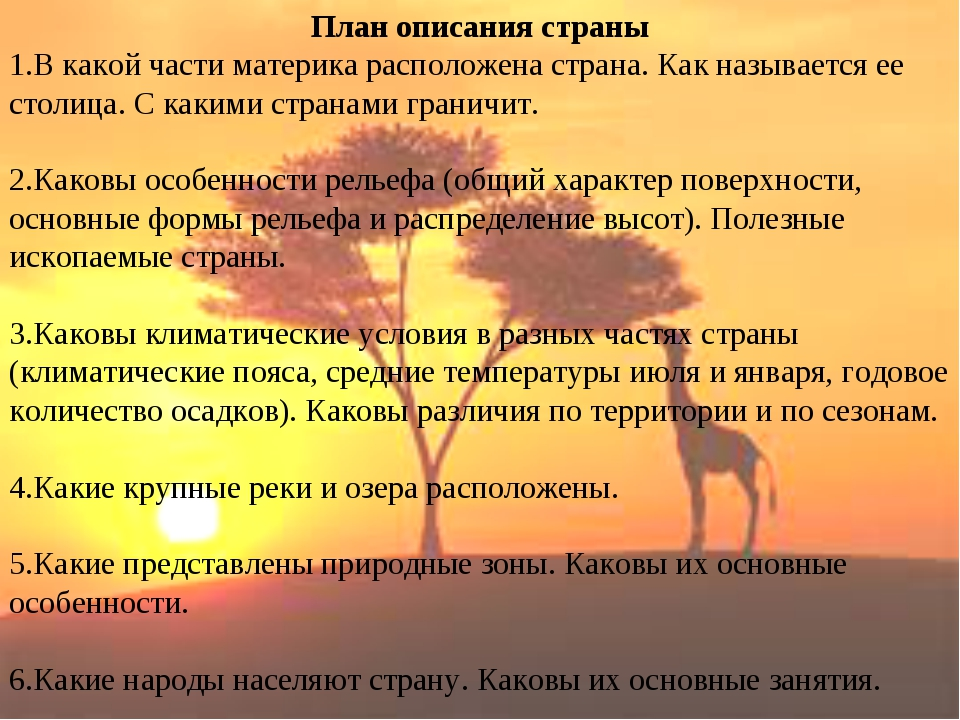 План описания страны
1.В какой части материка расположена страна. Как называется ее
столица. С какими странами граничит.
2.Каковы особенности рельефа (общий характер поверхности,
основные формы рельефа и распределение высот). Полезные
ископаемые страны.
3.Каковы климатические условия в разных частях страны
(климатические пояса, средние температуры июля и января, годовое
количество осадков). Каковы различия по территории и по сезонам.
4.Какие крупные реки и озера расположены.
5.Какие представлены природные зоны. Каковы их основные
особенности.
6.Какие народы населяют страну. Каковы их основные занятия.